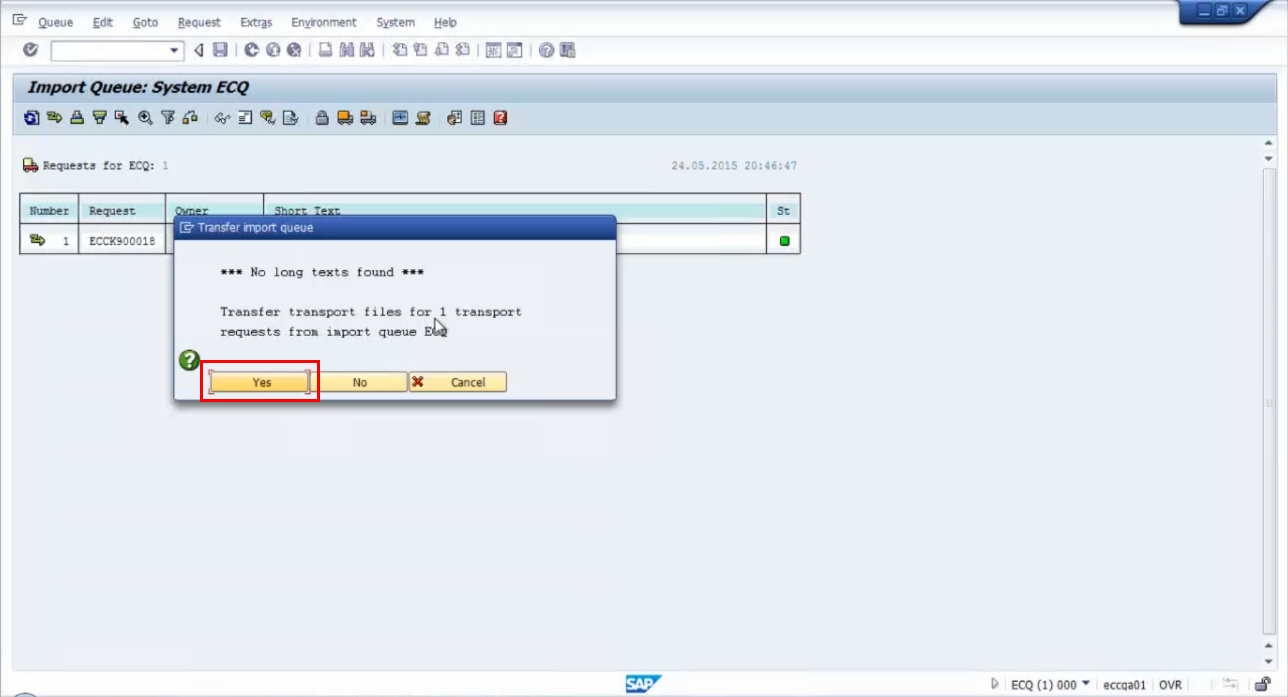 Queue Edit Goto Request Extras Environment System Help
Import Queue: System ECQ
Requests for ECQ: 1 24.05.2015 20:46:47
Number Request Owner Short Text St
1 ECCK900018
Transfer import queue
*** No long texts found ***
Transfer transport files for 1 transport
requests from import queue ECQ
Yes No Cancel
SAP ECQ (1) 000 eccqa01 OVR